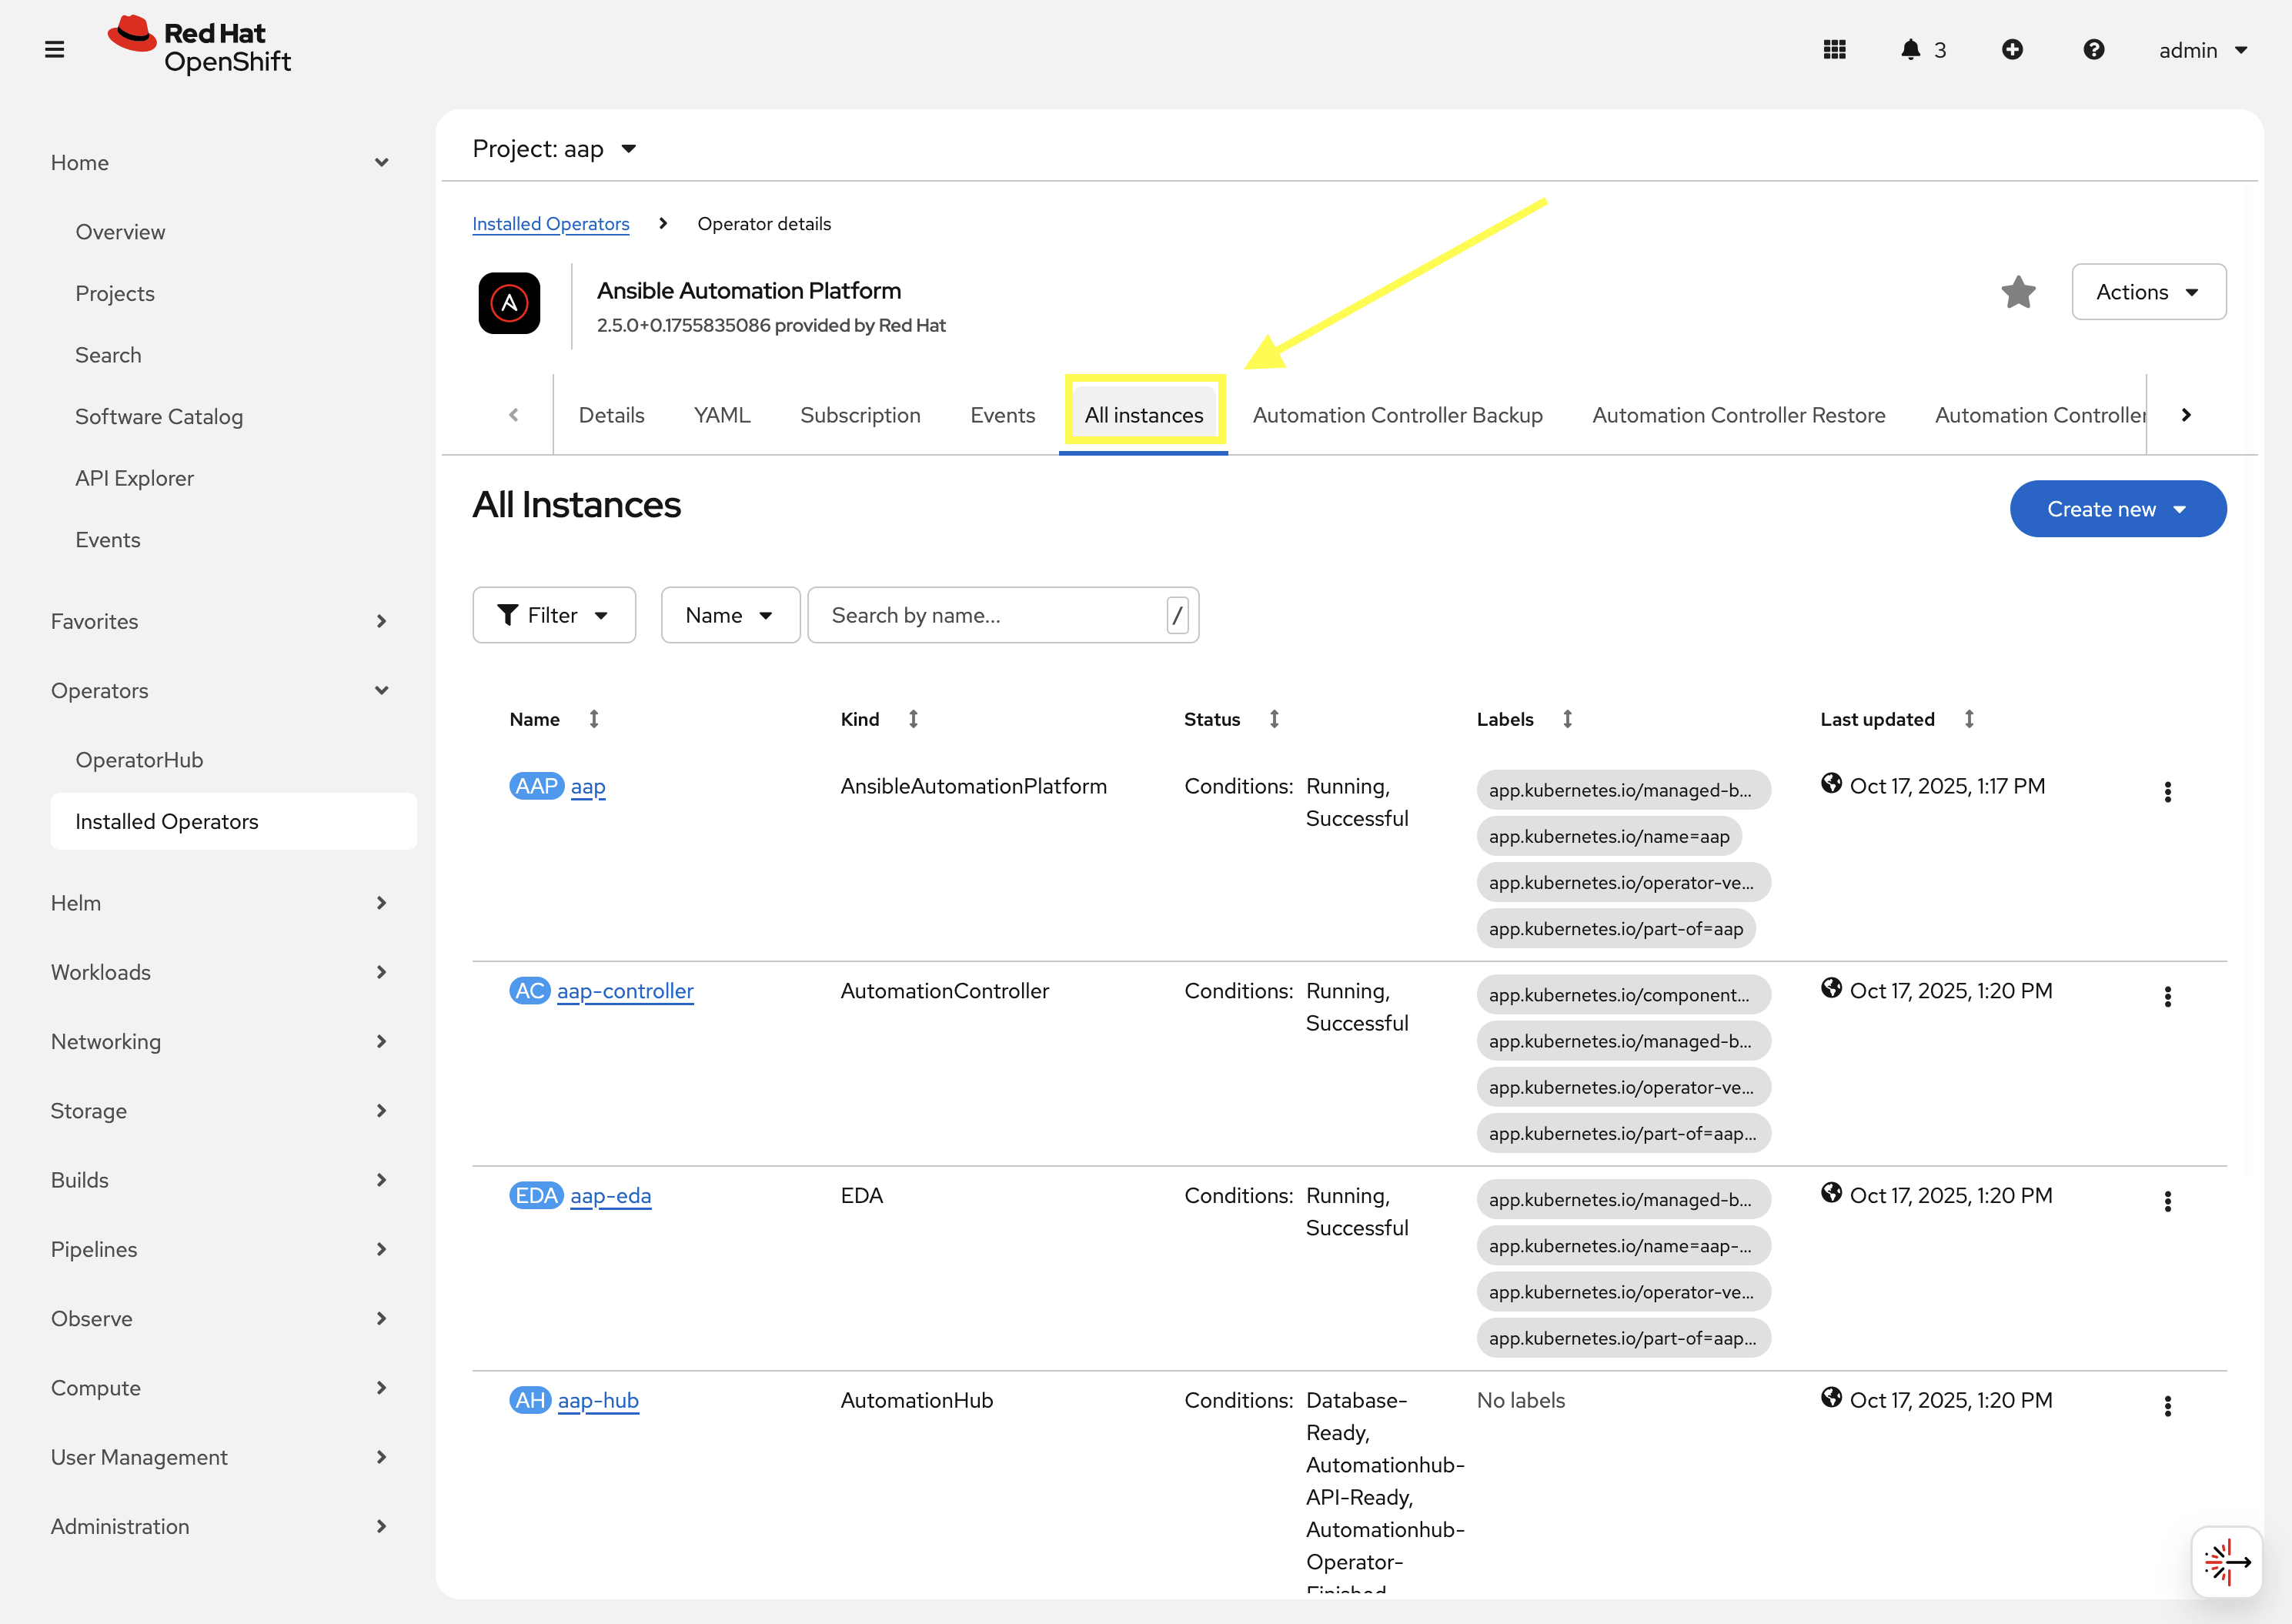 Red Hat
OpenShift
3
admin
Home
Overview
Projects
Search
Software Catalog
API Explorer
Events
Favorites
Operators
OperatorHub
Installed Operators
Helm
Workloads
Networking
Storage
Builds
Pipelines
Observe
Compute
User Management
Administration
Project: aap
Installed Operators Operator details
Ansible Automation Platform
2.5.0+0.1755835086 provided by Red Hat
Actions
Details YAML Subscription Events All instances Automation Controller Backup Automation Controller Restore Automation Controller
All Instances
Create new
Filter Name Search by name... /
Name Kind Status Labels Last updated
AAP aap AnsibleAutomationPlatform Conditions: Running, Oct 17, 2025, 1:17 PM
Successful
app.kubernetes.io/managed-b...
app.kubernetes.io/name=aap
app.kubernetes.io/operator-ve...
app.kubernetes.io/part-of=aap
AC aap-controller AutomationController Conditions: Running, Oct 17, 2025, 1:20 PM
Successful
app.kubernetes.io/component...
app.kubernetes.io/managed-b...
app.kubernetes.io/operator-ve...
app.kubernetes.io/part-of=aap...
EDA aap-eda EDA Conditions: Running, Oct 17, 2025, 1:20 PM
Successful
app.kubernetes.io/managed-b...
app.kubernetes.io/name=aap-...
app.kubernetes.io/operator-ve...
app.kubernetes.io/part-of=aap...
AH aap-hub AutomationHub Conditions: Database- No labels Oct 17, 2025, 1:20 PM
Ready,
Automationhub-
API-Ready,
Automationhub-
Operator-
Finished